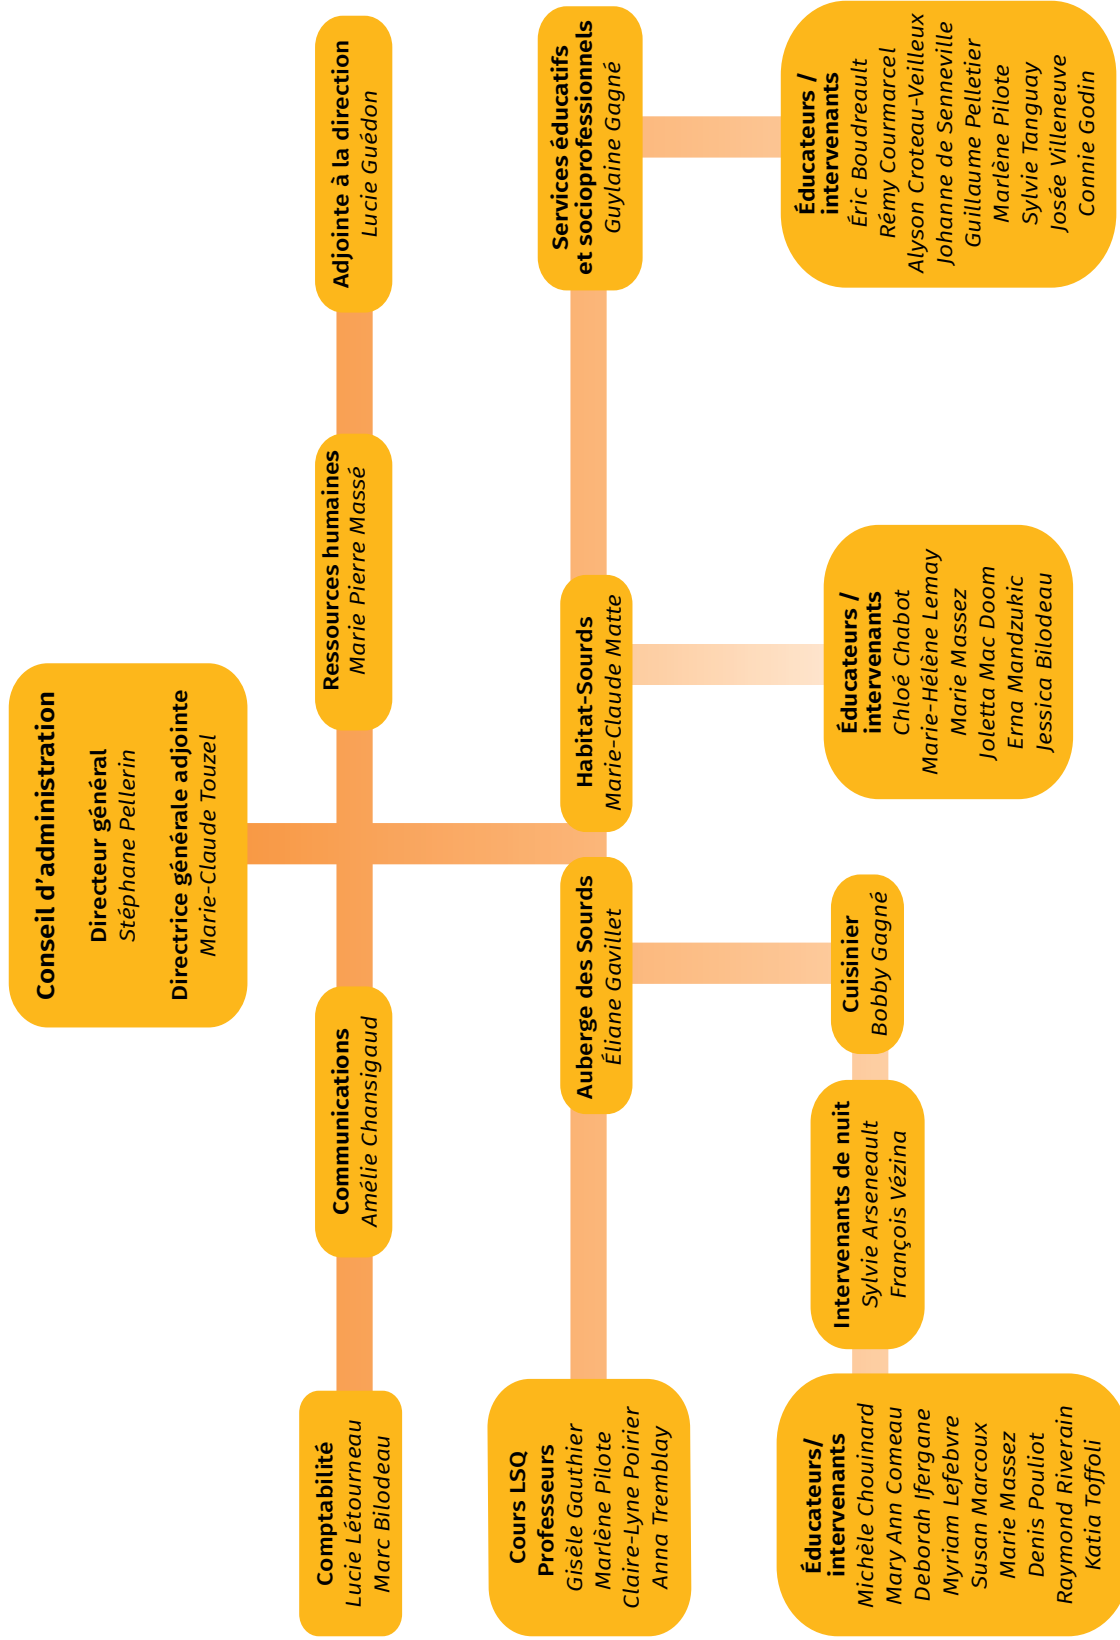 Conseil d’administration
Directeur général
Stéphane Pellerin
Directrice générale adjointe
Marie-Claude Touzel
Comptabilité
Lucie Létourneau
Marc Bilodeau
Communications
Amélie Chansigaud
Ressources humaines
Marie Pierre Massé
Adjointe à la direction
Lucie Guédon
Cours LSQ
Professeurs
Gisèle Gauthier
Marlène Pilote
Claire-Lyne Poirier
Anna Tremblay
Auberge des Sourds
Éliane Gavillet
Habitat-Sourds
Marie-Claude Matte
Services éducatifs
et socioprofessionnels
Guylaine Gagné
Éducateurs/
intervenants
Michèle Chouinard
Mary Ann Comeau
Deborah Ifergane
Myriam Lefebvre
Susan Marcoux
Marie Massez
Denis Pouliot
Raymond Riverain
Katia Toffoli
Intervenants de nuit
Sylvie Arseneault
François Vézina
Cuisinier
Bobby Gagné
Éducateurs /
intervenants
Chloé Chabot
Marie-Hélène Lemay
Marie Massez
Joletta Mac Doom
Erna Mandzukic
Jessica Bilodeau
Éducateurs /
intervenants
Éric Boudreault
Rémy Courmarcel
Alyson Croteau-Veilleux
Johanne de Senneville
Guillaume Pelletier
Marlène Pilote
Sylvie Tanguay
Josée Villeneuve
Connie Godin